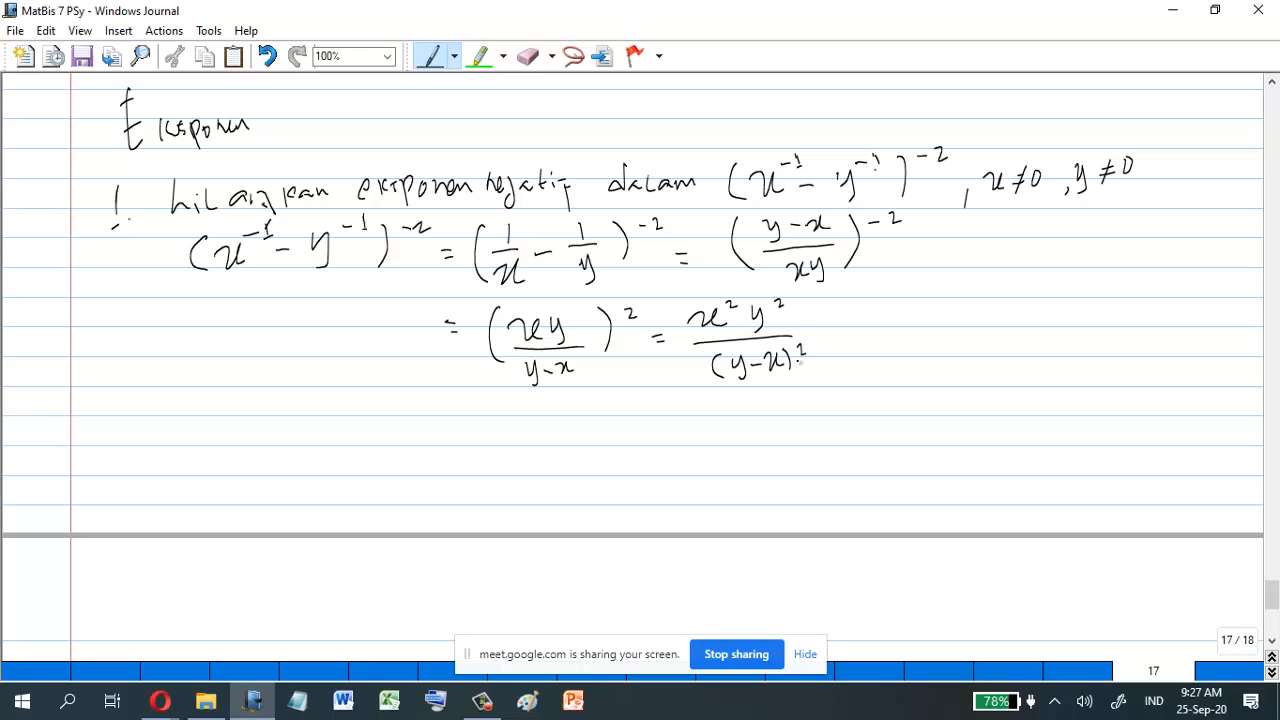 MatBis 7 PSy - Windows Journal
File Edit View Insert Actions Tools Help
100%
Eksponen
1. hilangkan eksponen negatif dalam (x⁻¹ - y⁻¹)⁻², x≠0, y≠0
(x⁻¹ - y⁻¹)⁻² = (1/x - 1/y)⁻² = ((y-x)/(xy))⁻²
= (xy/(y-x))² = x²y²/(y-x)²
17 / 18
meet.google.com is sharing your screen. Stop sharing Hide
17
78% IND 9:27 AM
25-Sep-20